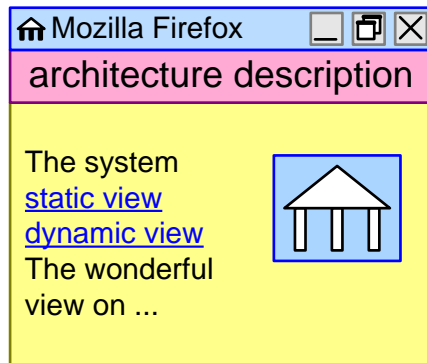 Mozilla Firefox
architecture description
The system
static view
dynamic view
The wonderful
view on ...